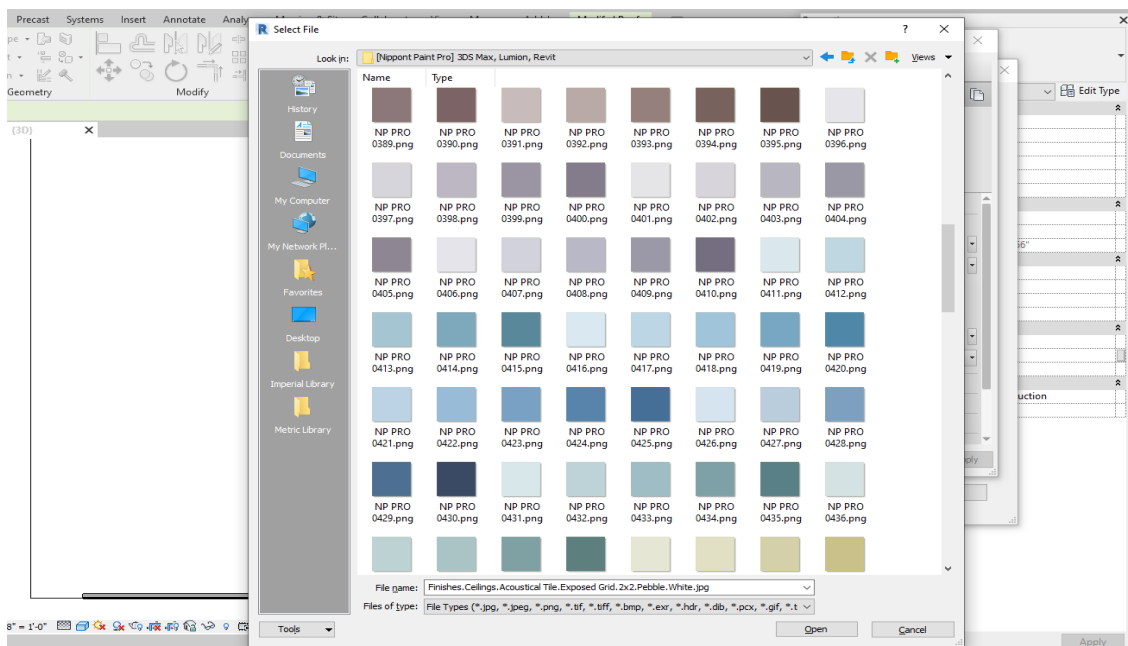 Precast Systems Insert Annotate
Select File
? ×
Look in: [Nippont Paint Pro] 3DS Max, Lumion, Revit
Views
Geometry
Modify
Edit Type
{3D}
Name Type
History
Documents
My Computer
My Network Pl...
Favorites
Desktop
Imperial Library
Metric Library
NP PRO 0389.png
NP PRO 0390.png
NP PRO 0391.png
NP PRO 0392.png
NP PRO 0393.png
NP PRO 0394.png
NP PRO 0395.png
NP PRO 0396.png
NP PRO 0397.png
NP PRO 0398.png
NP PRO 0399.png
NP PRO 0400.png
NP PRO 0401.png
NP PRO 0402.png
NP PRO 0403.png
NP PRO 0404.png
NP PRO 0405.png
NP PRO 0406.png
NP PRO 0407.png
NP PRO 0408.png
NP PRO 0409.png
NP PRO 0410.png
NP PRO 0411.png
NP PRO 0412.png
NP PRO 0413.png
NP PRO 0414.png
NP PRO 0415.png
NP PRO 0416.png
NP PRO 0417.png
NP PRO 0418.png
NP PRO 0419.png
NP PRO 0420.png
NP PRO 0421.png
NP PRO 0422.png
NP PRO 0423.png
NP PRO 0424.png
NP PRO 0425.png
NP PRO 0426.png
NP PRO 0427.png
NP PRO 0428.png
NP PRO 0429.png
NP PRO 0430.png
NP PRO 0431.png
NP PRO 0432.png
NP PRO 0433.png
NP PRO 0434.png
NP PRO 0435.png
NP PRO 0436.png
File name: Finishes.Ceilings.Acoustical Tile.Exposed Grid.2x2.Pebble.White.jpg
Files of type: File Types (*.jpg, *.jpeg, *.png, *.tif, *.tiff, *.bmp, *.exr, *.hdr, *.dib, *.pcx, *.gif, *.t
Tools
Open
Cancel
8" = 1'-0"
Apply